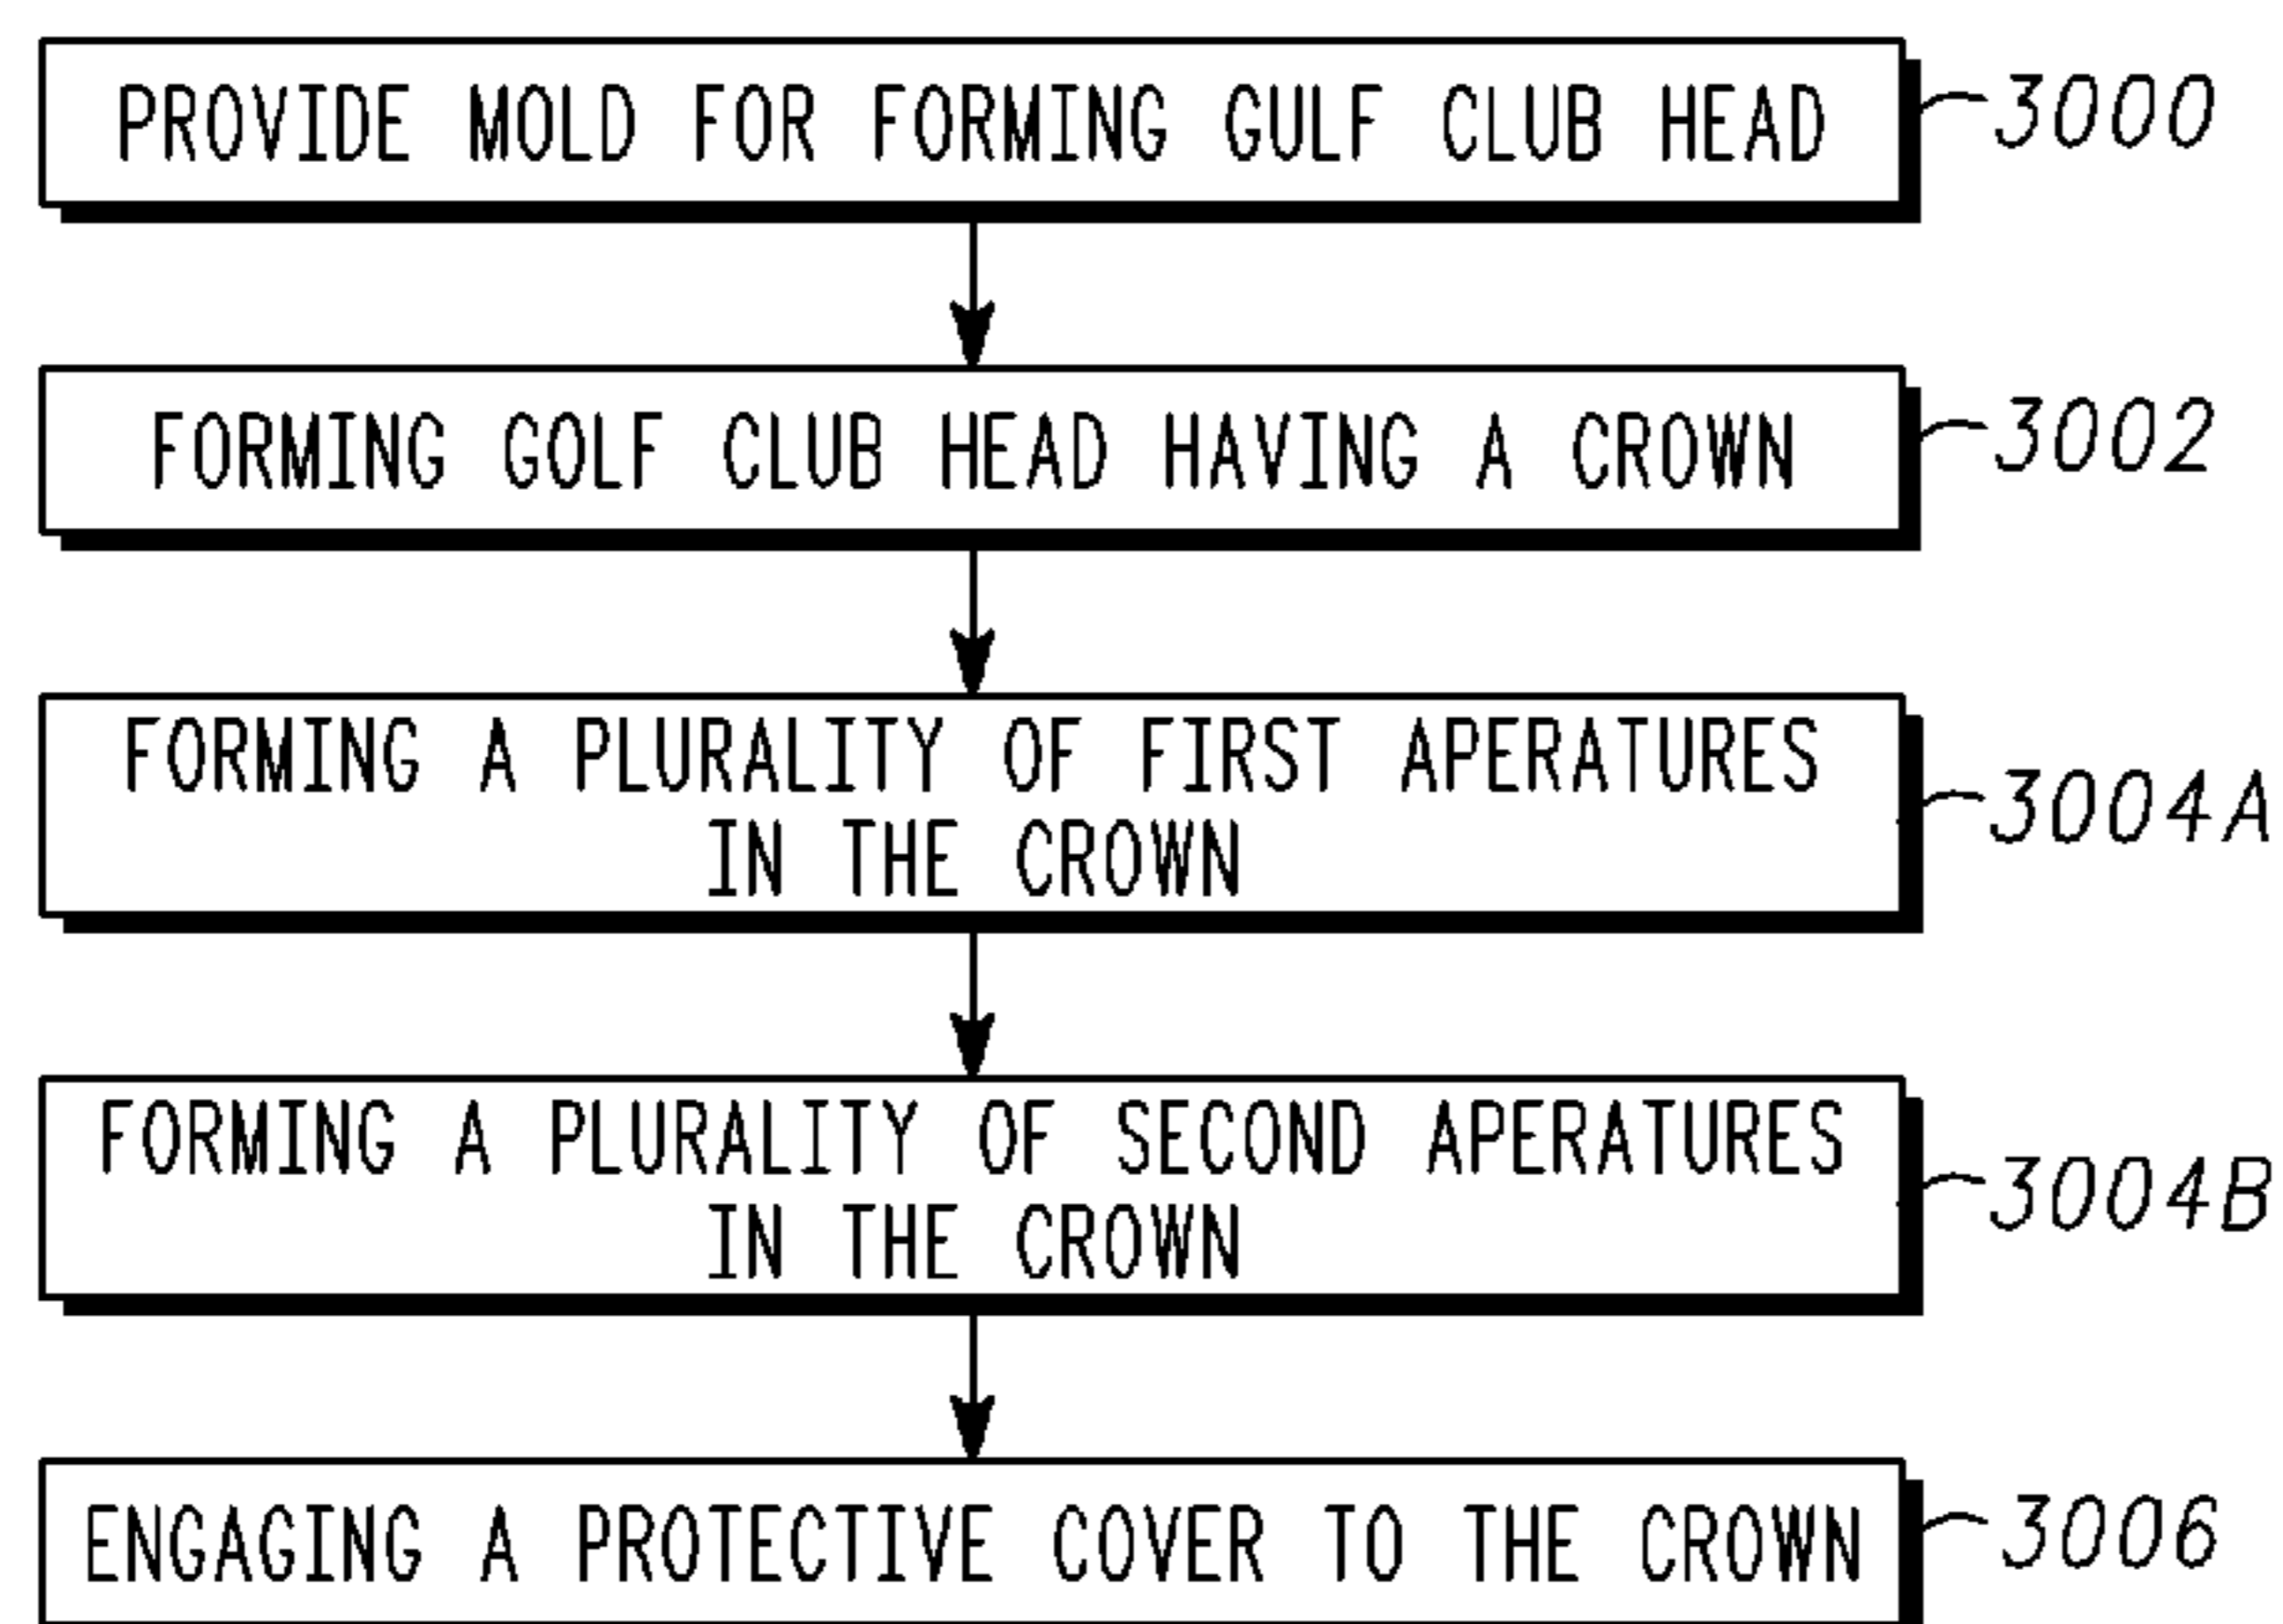 PROVIDE MOLD FOR FORMING GULF CLUB HEAD
3000
FORMING GOLF CLUB HEAD HAVING A CROWN
3002
FORMING A PLURALITY OF FIRST APERATURES
IN THE CROWN
3004A
FORMING A PLURALITY OF SECOND APERATURES
IN THE CROWN
3004B
ENGAGING A PROTECTIVE COVER TO THE CROWN
3006